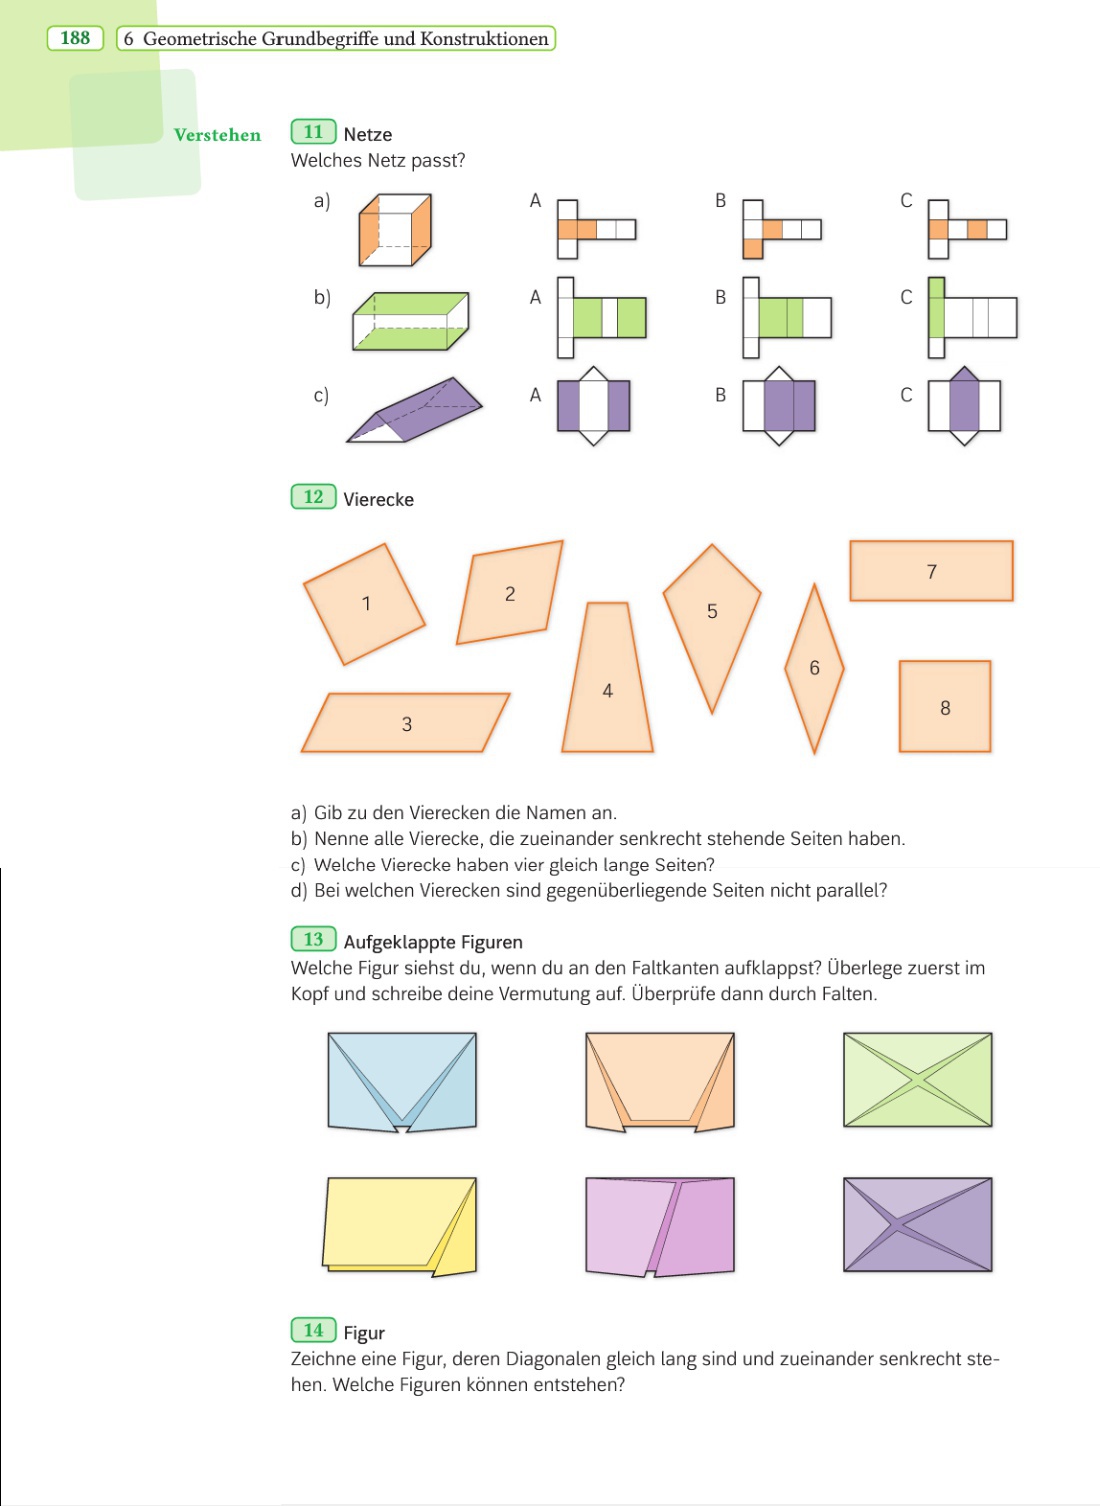 188 6 Geometrische Grundbegriffe und Konstruktionen
Verstehen 11 Netze
Welches Netz passt?
a) A B C
b) A B C
c) A B C
12 Vierecke
1 2 3 4 5 6 7 8
a) Gib zu den Vierecken die Namen an.
b) Nenne alle Vierecke, die zueinander senkrecht stehende Seiten haben.
c) Welche Vierecke haben vier gleich lange Seiten?
d) Bei welchen Vierecken sind gegenüberliegende Seiten nicht parallel?
13 Aufgeklappte Figuren
Welche Figur siehst du, wenn du an den Faltkanten aufklappst? Überlege zuerst im
Kopf und schreibe deine Vermutung auf. Überprüfe dann durch Falten.
14 Figur
Zeichne eine Figur, deren Diagonalen gleich lang sind und zueinander senkrecht ste-
hen. Welche Figuren können entstehen?